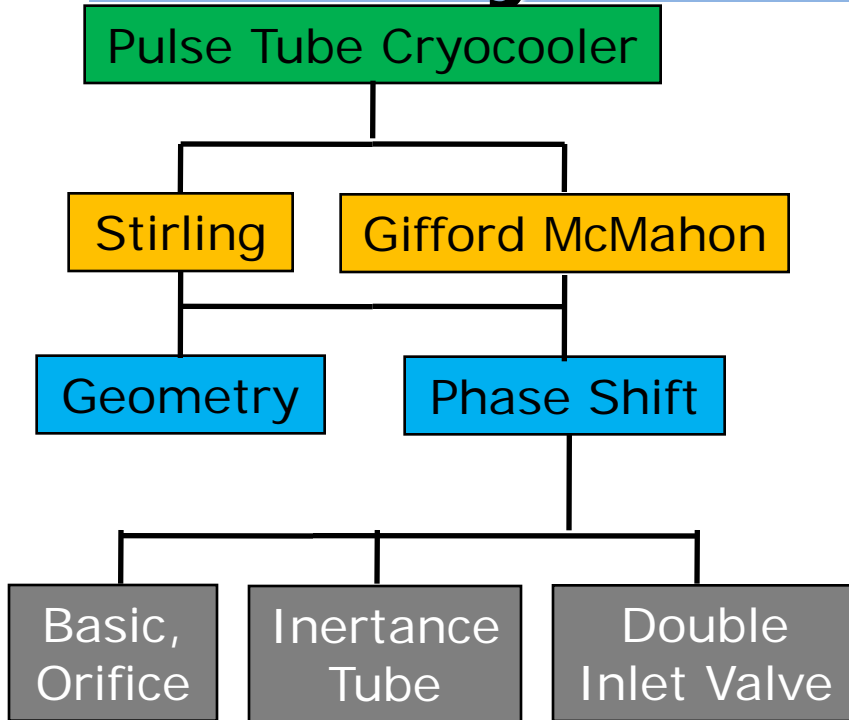 Pulse Tube Cryocooler
Stirling
Gifford McMahon
Geometry
Phase Shift
Basic,
Orifice
Inertance
Tube
Double
Inlet Valve